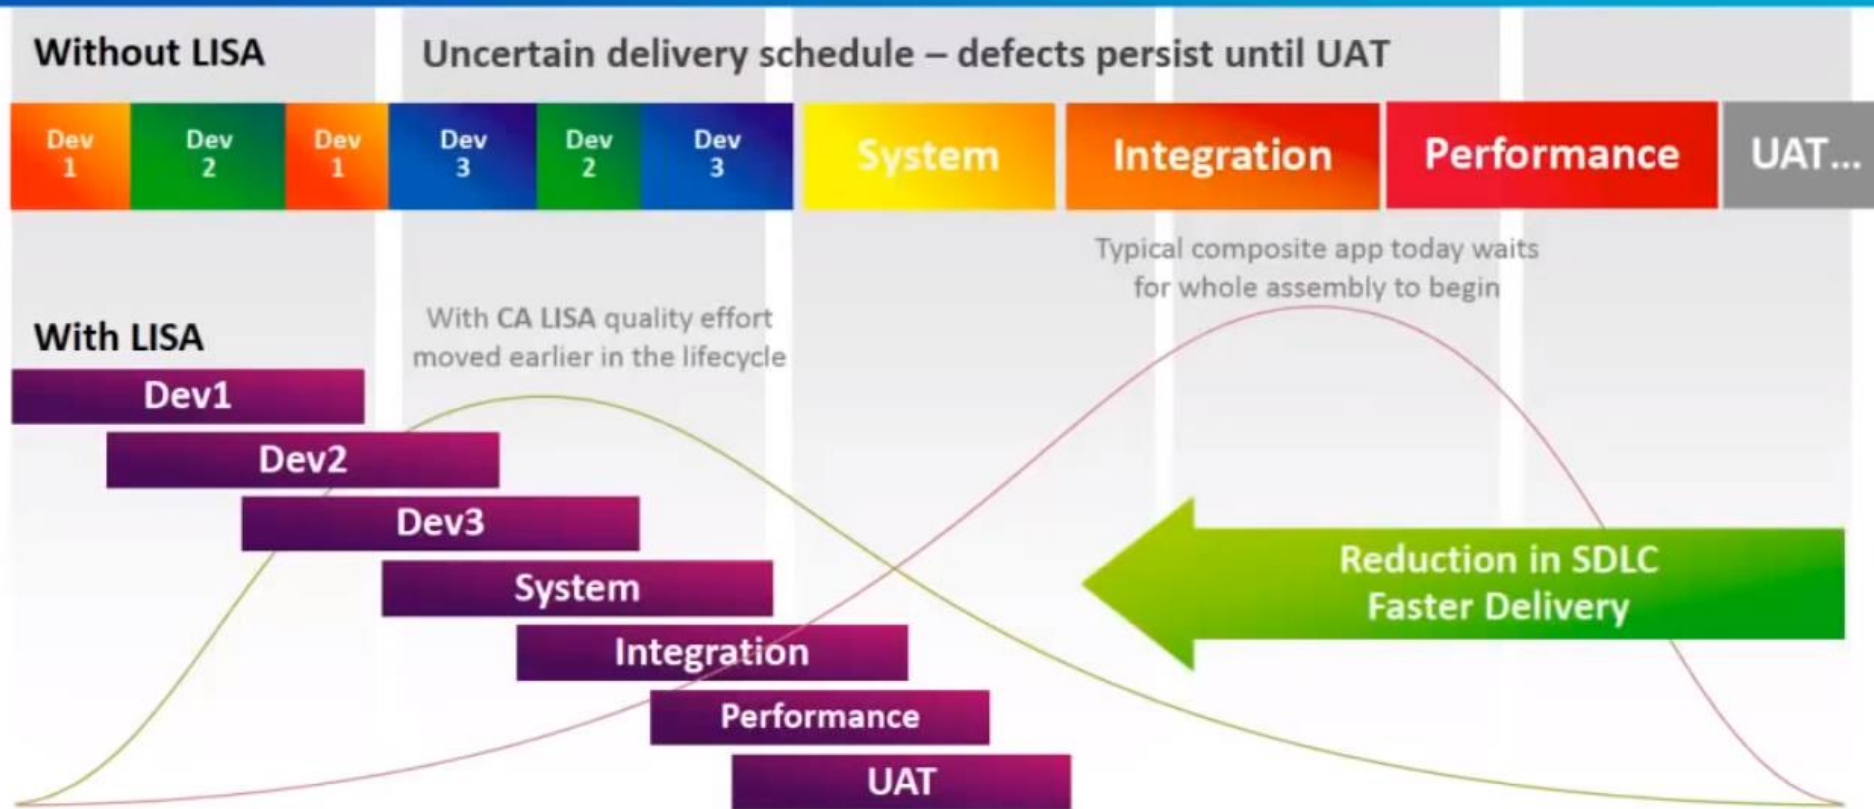 Without LISA
Uncertain delivery schedule – defects persist until UAT
Dev
1
Dev
2
Dev
1
Dev
3
Dev
2
Dev
3
System
Integration
Performance
UAT...
Typical composite app today waits
for whole assembly to begin
With CA LISA quality effort
moved earlier in the lifecycle
With LISA
Dev1
Dev2
Dev3
System
Integration
Performance
UAT
Reduction in SDLC
Faster Delivery